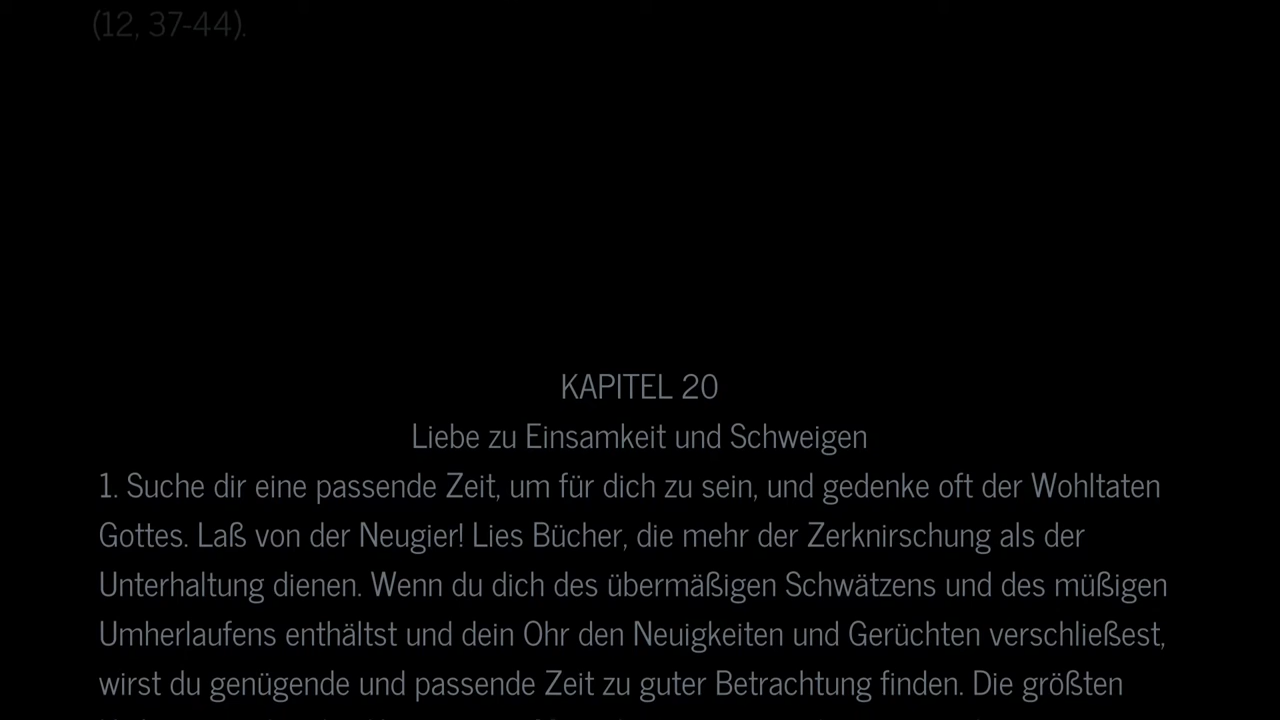 (12, 37-44).
KAPITEL 20
Liebe zu Einsamkeit und Schweigen
1. Suche dir eine passende Zeit, um für dich zu sein, und gedenke oft der Wohltaten
Gottes. Laß von der Neugier! Lies Bücher, die mehr der Zerknirschung als der
Unterhaltung dienen. Wenn du dich des übermäßigen Schwätzens und des müßigen
Umherlaufens enthältst und dein Ohr den Neuigkeiten und Gerüchten verschließest,
wirst du genügende und passende Zeit zu guter Betrachtung finden. Die größten